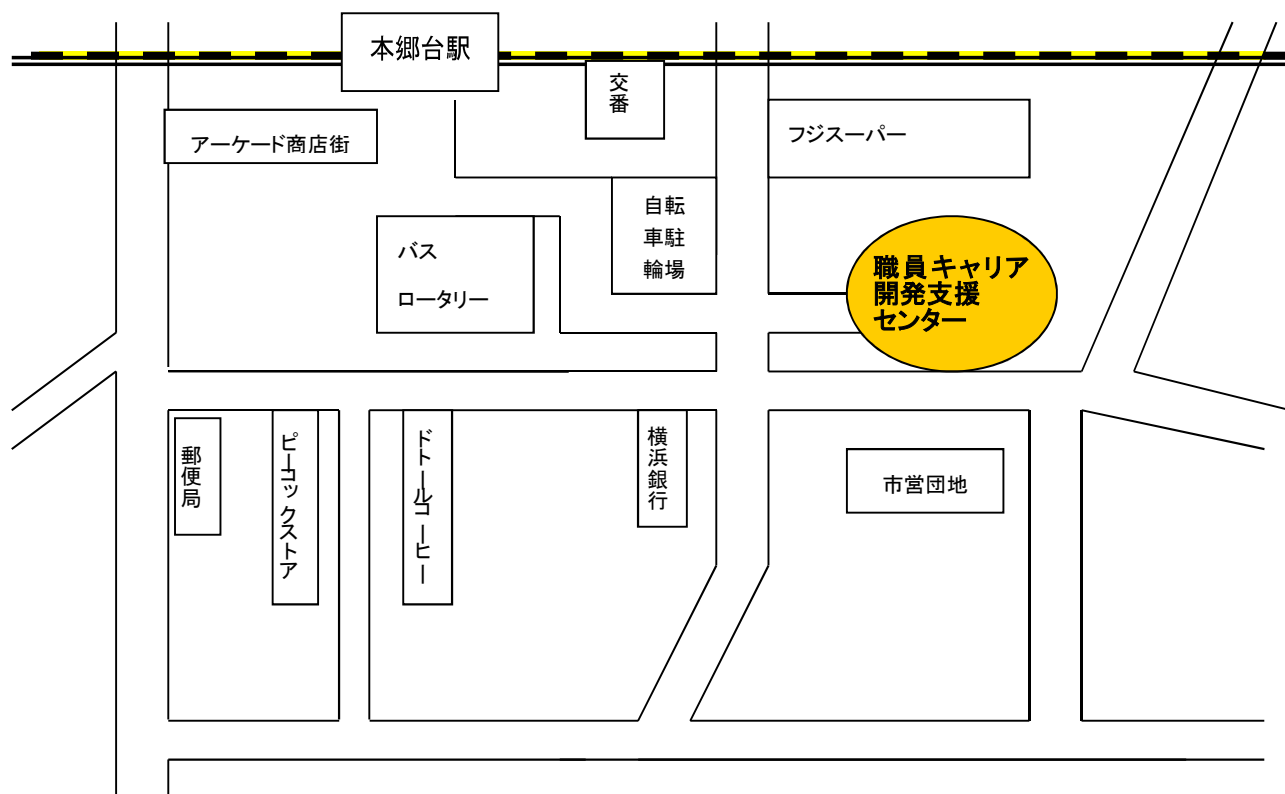 本郷台駅
交番
フジスーパー
アーケード商店街
自転
車駐
輪場
バス
ロータリー
職員キャリア
開発支援
センター
郵便局
ピーコックストア
ドトールコーヒー
横浜銀行
市営団地